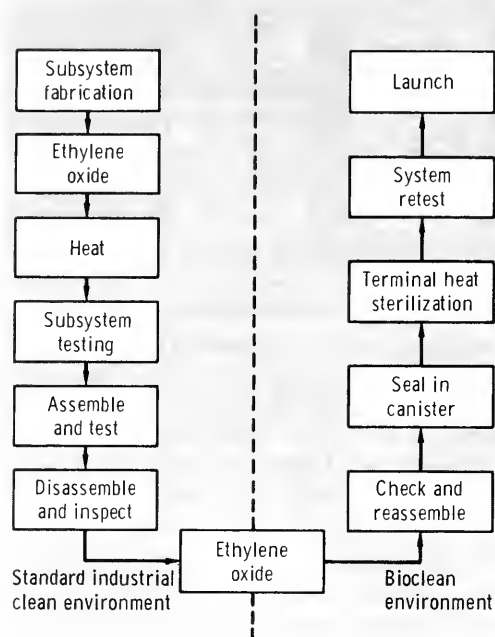 Subsystem
fabrication
Ethylene
oxide
Heat
Subsystem
testing
Assemble
and test
Disassemble
and inspect
Standard industrial
clean environment
Ethylene
oxide
Bioclean
environment
Check and
reassemble
Seal in
canister
Terminal heat
sterilization
System
retest
Launch